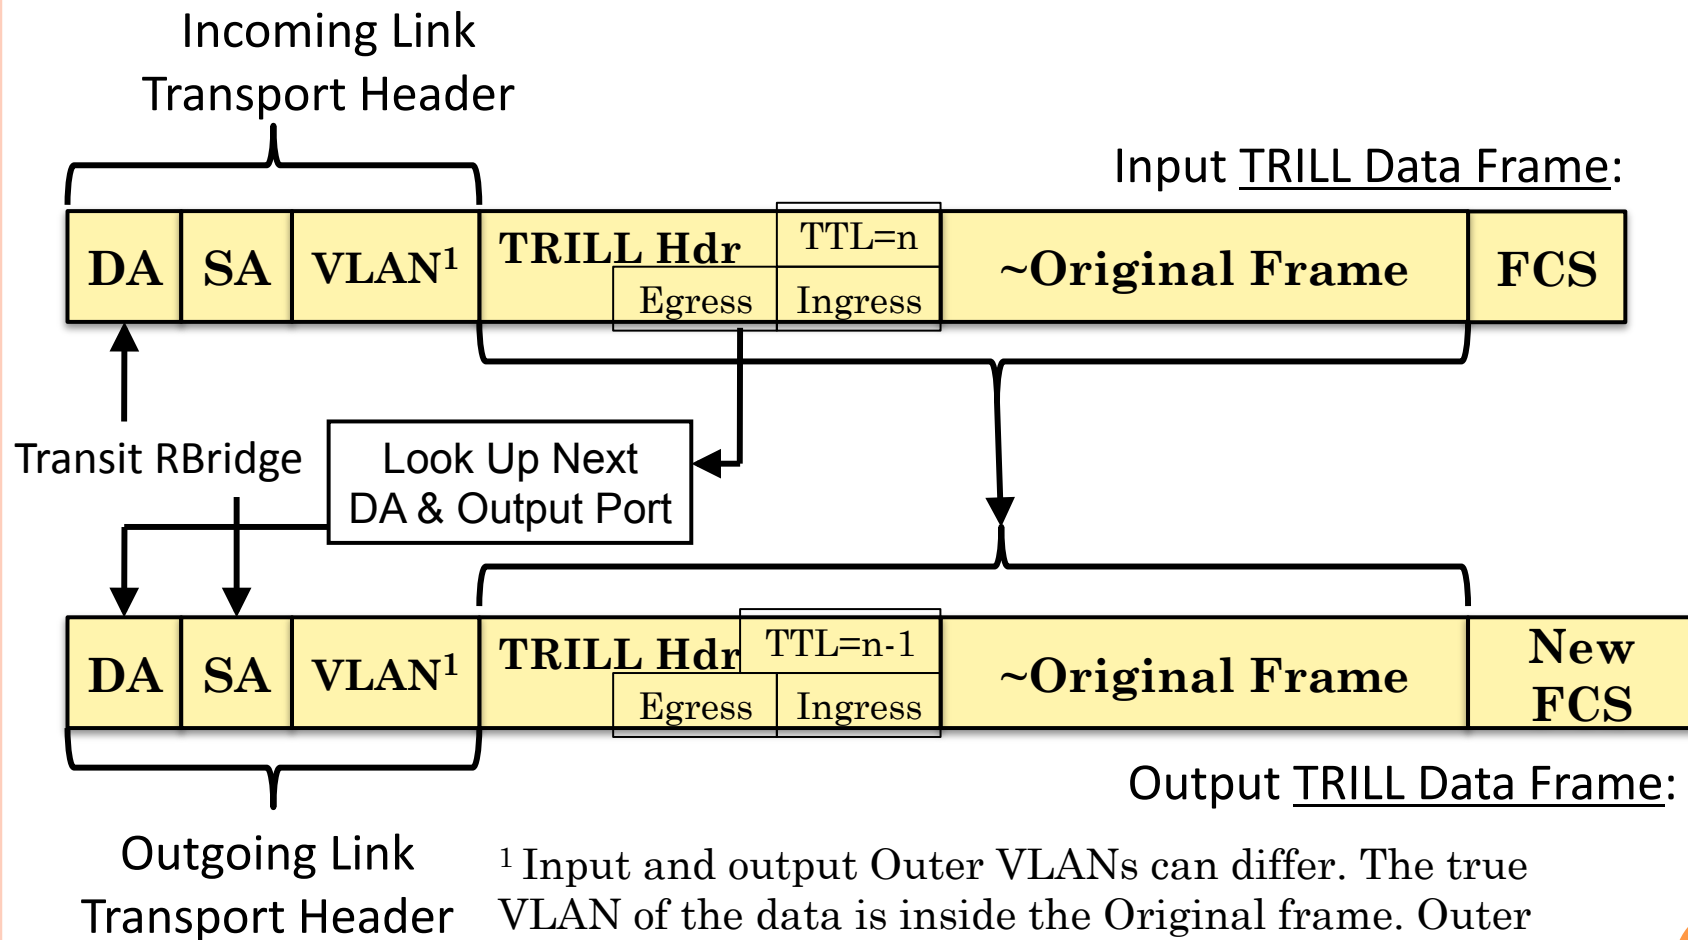 Incoming Link
Transport Header
Input TRILL Data Frame:
DA SA VLAN¹ TRILL Hdr TTL=n Egress Ingress ~Original Frame FCS
Transit RBridge
Look Up Next
DA & Output Port
DA SA VLAN¹ TRILL Hdr TTL=n-1 Egress Ingress ~Original Frame New
FCS
Output TRILL Data Frame:
Outgoing Link
Transport Header
¹ Input and output Outer VLANs can differ. The true
VLAN of the data is inside the Original frame. Outer